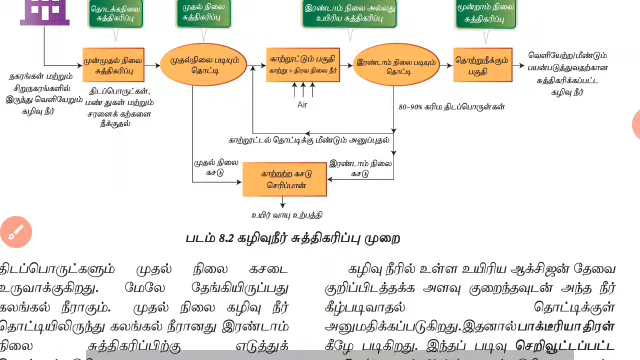 தொடக்கநிலை சுத்திகரிப்பு
முதல் நிலை சுத்திகரிப்பு
இரண்டாம் நிலை அல்லது உயிரிய சுத்திகரிப்பு
மூன்றாம் நிலை சுத்திகரிப்பு
முன்முதல் நிலை சுத்திகரிப்பு
முதல்நிலை படியும் தொட்டி
காற்றூட்டும் பகுதி
காற்று + திரவ நிலை நீர்
இரண்டாம் நிலை படியும் தொட்டி
தொற்றுநீக்கும் பகுதி
வெளியேற்ற/மீண்டும்
பயன்படுத்துவதற்கான
சுத்திகரிக்கப்பட்ட
கழிவு நீர்
நகரங்கள் மற்றும்
சிறுநகரங்களில்
இருந்து வெளியேறும்
கழிவு நீர்
திடப்பொருட்கள்,
மண் துகள் மற்றும்
சரளைக் கற்களை
நீக்குதல்
Air
80-90% கரிம திடப்பொருள்கள்
காற்றூட்டல் தொட்டிக்கு மீண்டும் அனுப்புதல்
முதல் நிலை
கசடு
இரண்டாம் நிலை
கசடு
காற்றற்ற கசடு
செரிப்பான்
உயிர் வாயு உற்பத்தி
படம் 8.2 கழிவுநீர் சுத்திகரிப்பு முறை
திடப்பொருட்களும் முதல் நிலை கசடை
உருவாக்குகிறது. மேலே தேங்கியிருப்பது
கலங்கல் நீராகும். முதல் நிலை கழிவு நீர்
தொட்டியிலிருந்து கலங்கல் நீரானது இரண்டாம்
நிலை சுத்திகரிப்பிற்கு எடுத்துக்
கழிவு நீரில் உள்ள உயிரிய ஆக்சிஜன் தேவை
குறிப்பிடத்தக்க அளவு குறைந்தவுடன் அந்த நீர்
கீழ்படிவாதல் தொட்டிக்குள்
அனுமதிக்கப்படுகிறது.இதனால் பாக்டீரியாதிரள்
கீழே படிகிறது. இந்தப் படிவு செறிவூட்டப்பட்ட